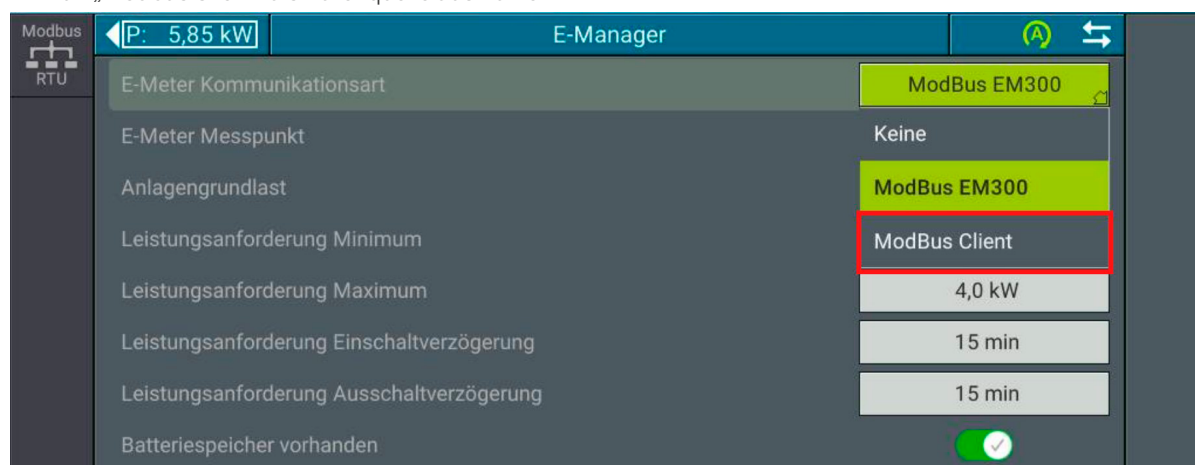 Modbus
RTU
P: 5,85 kW
E-Manager
A
E-Meter Kommunikationsart
ModBus EM300
E-Meter Messpunkt
Keine
Anlagengrundlast
ModBus EM300
Leistungsanforderung Minimum
ModBus Client
Leistungsanforderung Maximum
4,0 kW
Leistungsanforderung Einschaltverzögerung
15 min
Leistungsanforderung Ausschaltverzögerung
15 min
Batteriespeicher vorhanden